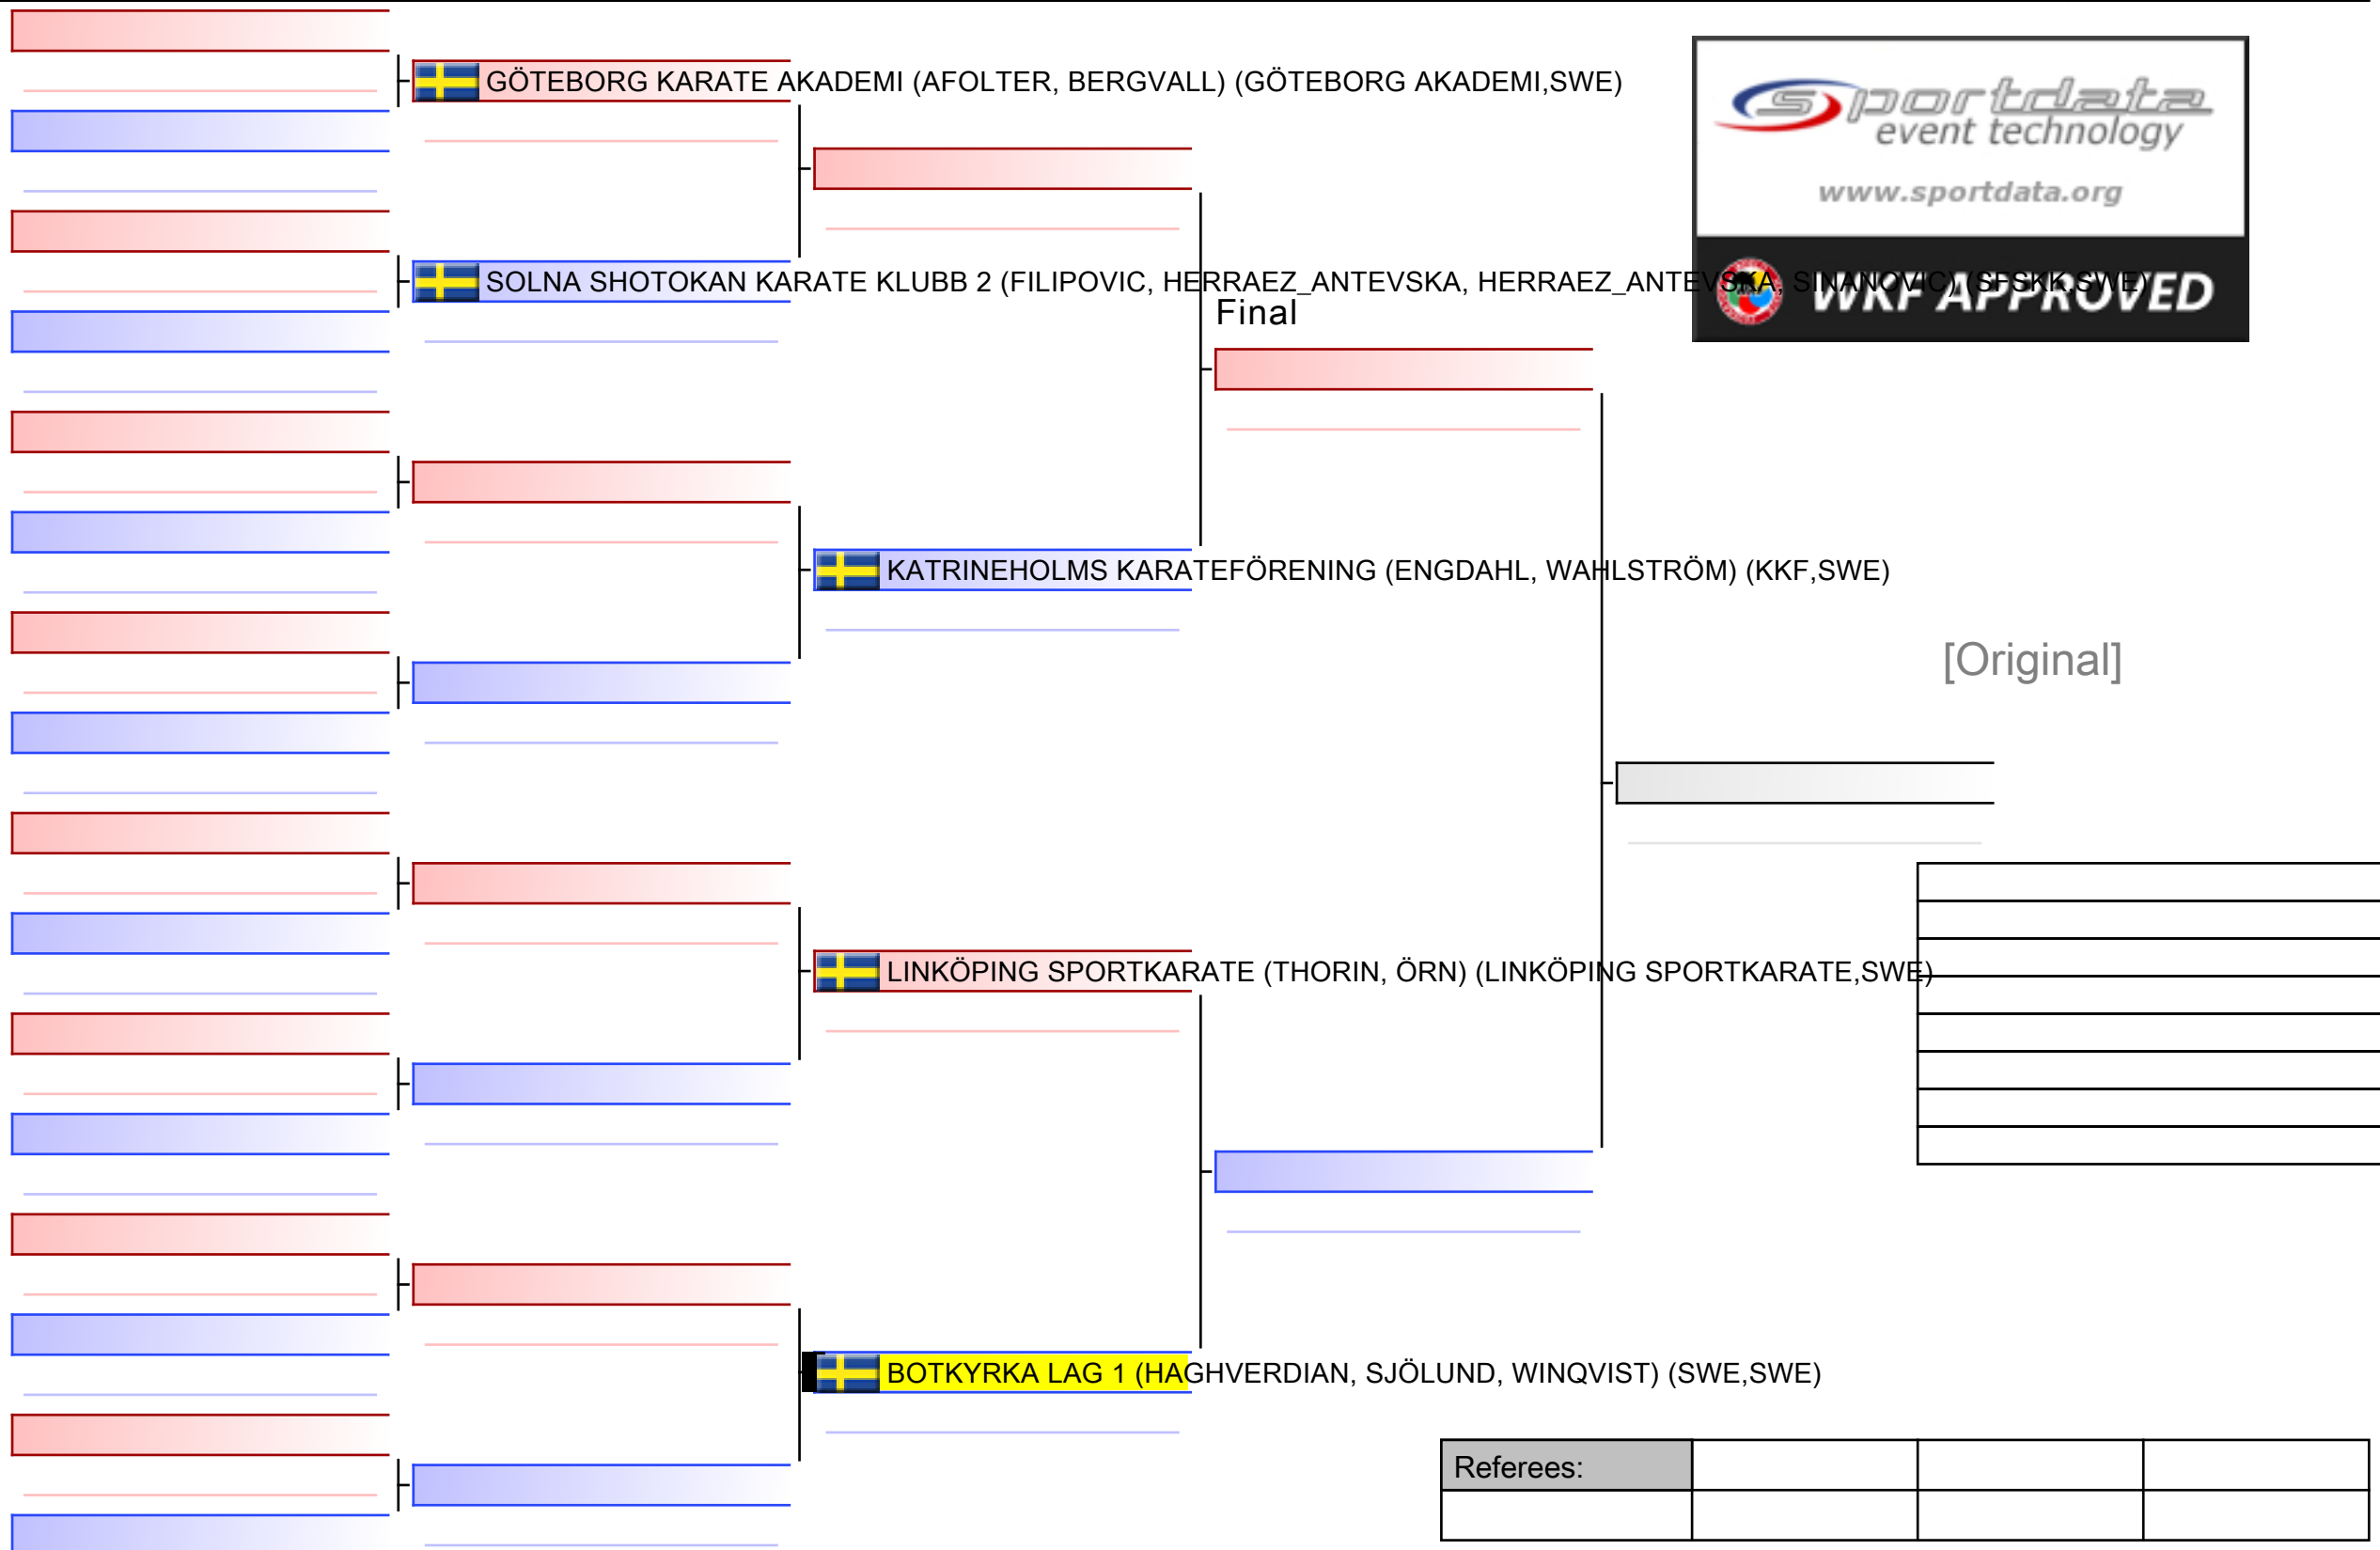 GÖTEBORG KARATE AKADEMI (AFOLTER, BERGVALL) (GÖTEBORG AKADEMI,SWE)
sportdata
event technology
www.sportdata.org
SOLNA SHOTOKAN KARATE KLUBB 2 (FILIPOVIC, HERRAEZ_ANTEVSKA, HERRAEZ_ANTEVSKA, SINANOVIC) (SFSKK,SWE)
WKF APPROVED
Final
KATRINEHOLMS KARATEFÖRENING (ENGDAHL, WAHLSTRÖM) (KKF,SWE)
[Original]
LINKÖPING SPORTKARATE (THORIN, ÖRN) (LINKÖPING SPORTKARATE,SWE)
BOTKYRKA LAG 1 (HAGHVERDIAN, SJÖLUND, WINQVIST) (SWE,SWE)
Referees: